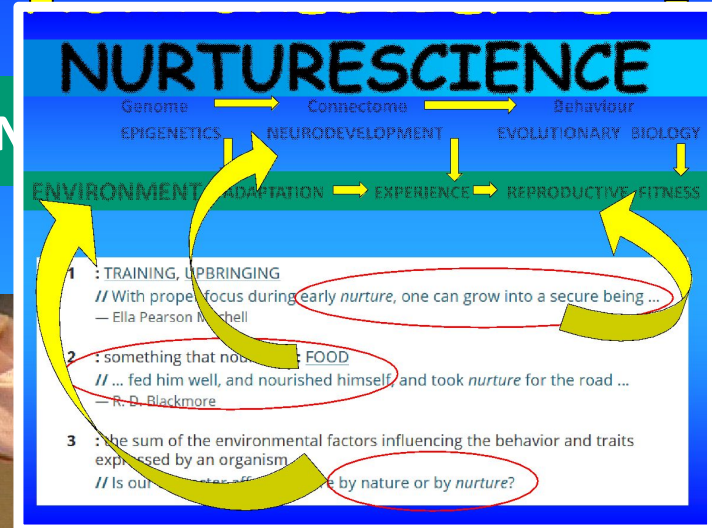 NURTURESCIENCE
Genome Connectome Behaviour
EPIGENETICS NEURODEVELOPMENT EVOLUTIONARY BIOLOGY
ENVIRONMENT ADAPTATION EXPERIENCE REPRODUCTIVE FITNESS
1 : TRAINING, UPBRINGING
// With proper focus during early nurture, one can grow into a secure being ...
— Ella Pearson Mitchell
2 : something that : FOOD
// ... fed him well, and nourished himself, and took nurture for the road ...
— R. D. Blackmore
3 : the sum of the environmental factors influencing the behavior and traits
expressed by an organism
// Is our by nature or by nurture?